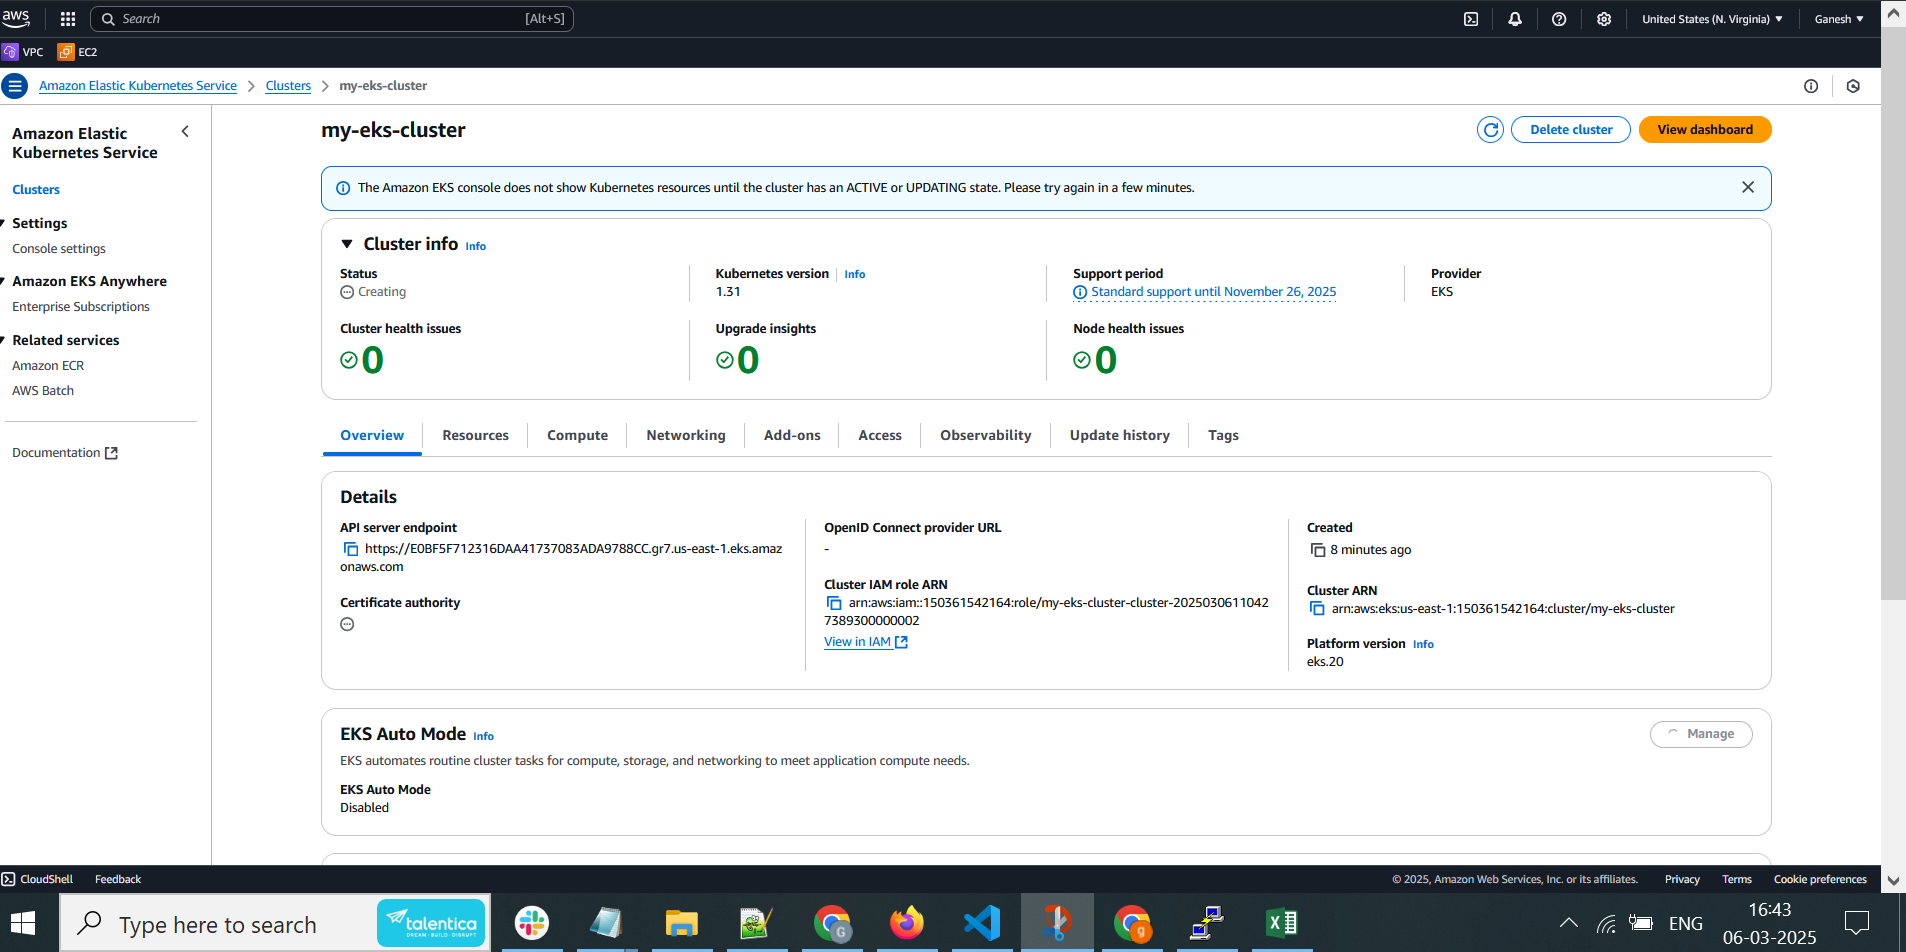 aws
Search
[Alt+S]
United States (N. Virginia) ▼
Ganesh ▼
VPC
EC2
Amazon Elastic Kubernetes Service > Clusters > my-eks-cluster
Amazon Elastic
Kubernetes Service
Clusters
Settings
Console settings
Amazon EKS Anywhere
Enterprise Subscriptions
Related services
Amazon ECR
AWS Batch
Documentation
my-eks-cluster
Delete cluster
View dashboard
The Amazon EKS console does not show Kubernetes resources until the cluster has an ACTIVE or UPDATING state. Please try again in a few minutes.
Cluster info Info
Status
Creating
Kubernetes version Info
1.31
Support period
Standard support until November 26, 2025
Provider
EKS
Cluster health issues
0
Upgrade insights
0
Node health issues
0
Overview
Resources
Compute
Networking
Add-ons
Access
Observability
Update history
Tags
Details
API server endpoint
https://E0BF5F712316DAA41737083ADA9788CC.gr7.us-east-1.eks.amaz
onaws.com
Certificate authority
OpenID Connect provider URL
-
Cluster IAM role ARN
arn:aws:iam::150361542164:role/my-eks-cluster-cluster-2025030611042
7389300000002
View in IAM
Created
8 minutes ago
Cluster ARN
arn:aws:eks:us-east-1:150361542164:cluster/my-eks-cluster
Platform version Info
eks.20
EKS Auto Mode Info
Manage
EKS automates routine cluster tasks for compute, storage, and networking to meet application compute needs.
EKS Auto Mode
Disabled
CloudShell
Feedback
© 2025, Amazon Web Services, Inc. or its affiliates.
Privacy
Terms
Cookie preferences
Type here to search
talentica
DREAM · BUILD · DISRUPT
G
g
ENG
16:43
06-03-2025